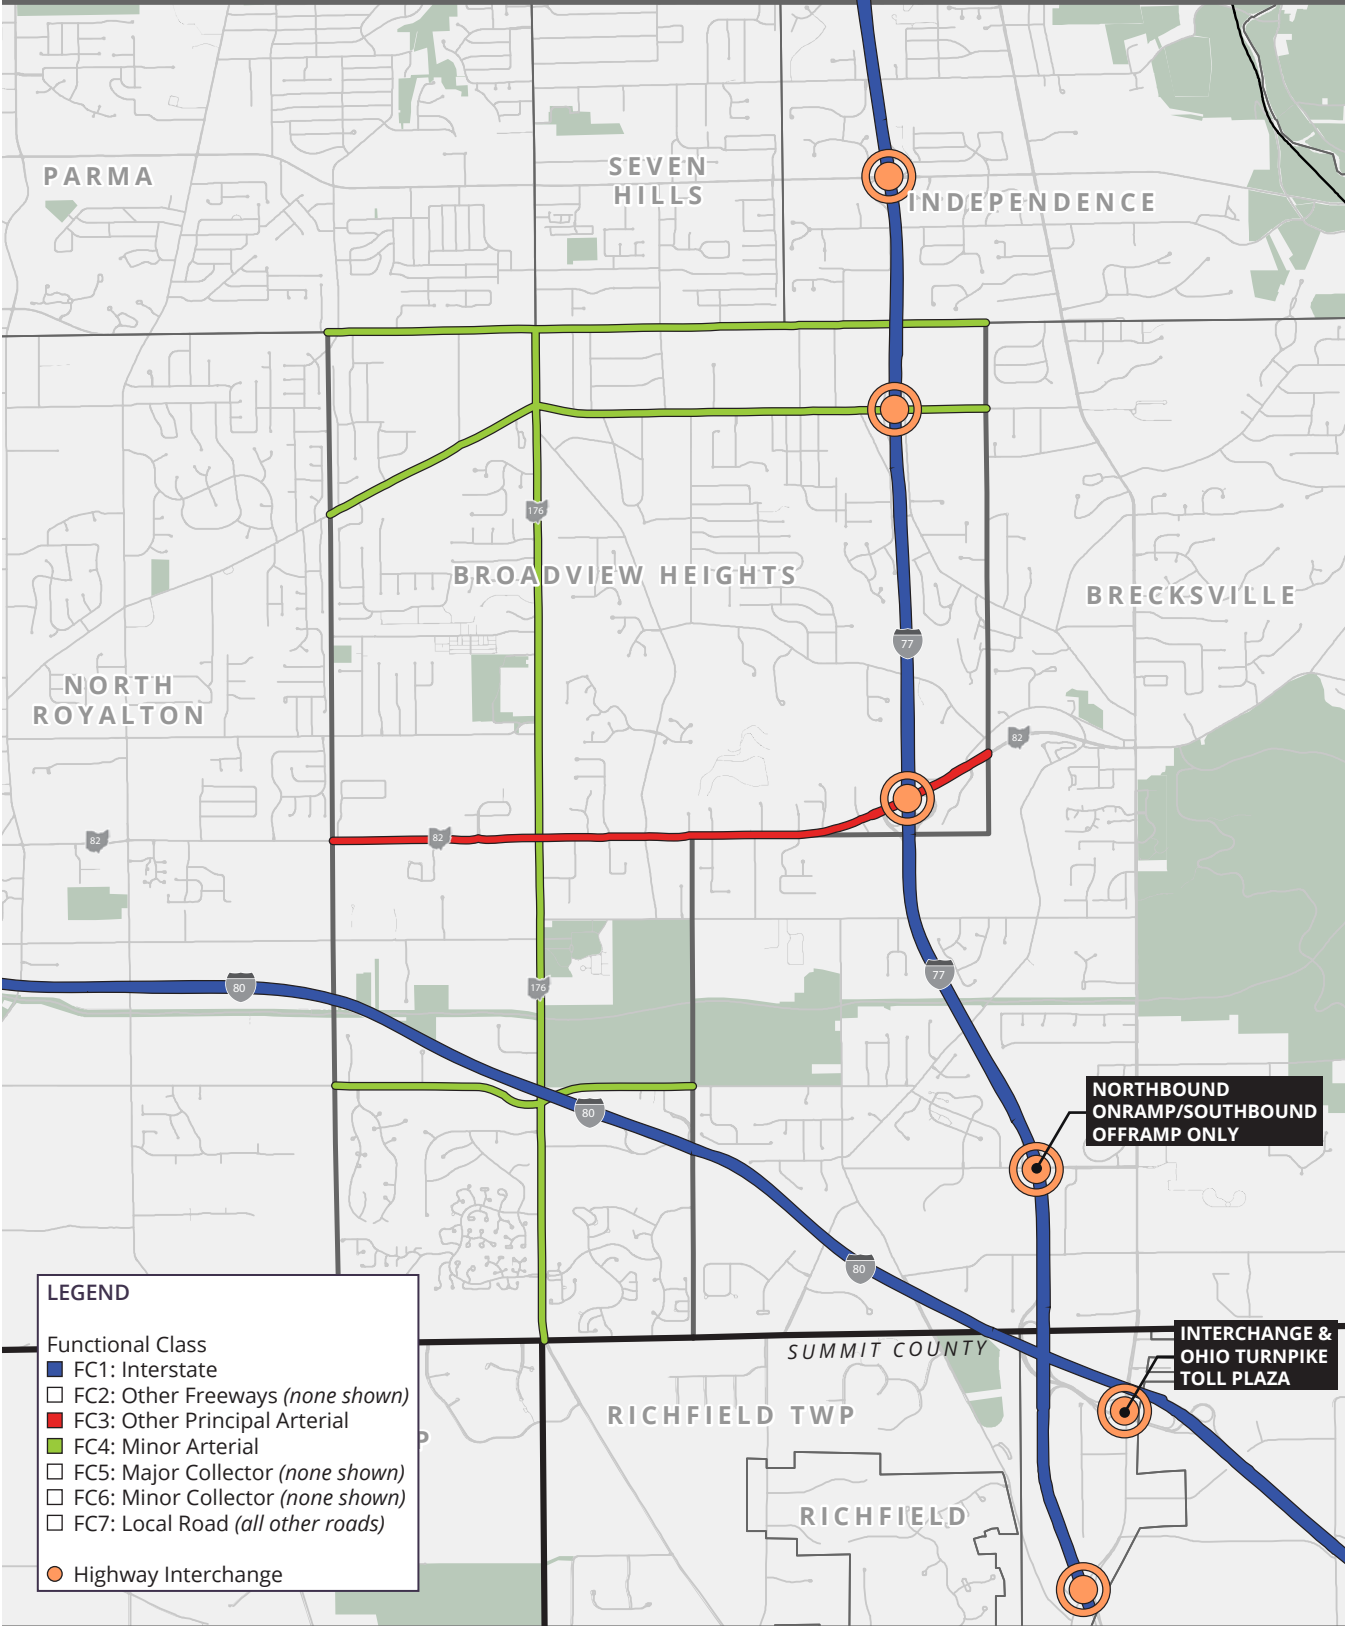 PARMA
SEVEN
HILLS
INDEPENDENCE
176
BROADVIEW HEIGHTS
BRECKSVILLE
77
NORTH
ROYALTON
82
82
82
77
80
176
80
NORTHBOUND
ONRAMP/SOUTHBOUND
OFFRAMP ONLY
80
SUMMIT COUNTY
INTERCHANGE &
OHIO TURNPIKE
TOLL PLAZA
RICHFIELD TWP
P
RICHFIELD
LEGEND
Functional Class
FC1: Interstate
FC2: Other Freeways (none shown)
FC3: Other Principal Arterial
FC4: Minor Arterial
FC5: Major Collector (none shown)
FC6: Minor Collector (none shown)
FC7: Local Road (all other roads)
Highway Interchange